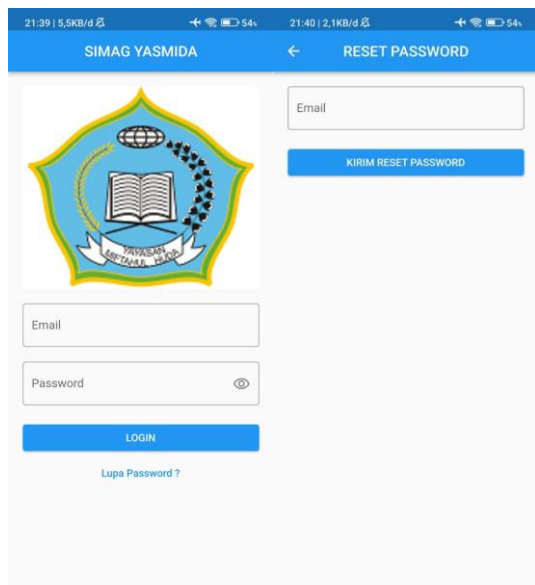 21:39 | 5,5KB/d
54%
SIMAG YASMIDA
YAYASAN
MIFTAHUL HUDA
Email
Password
LOGIN
Lupa Password ?
21:40 | 2,1KB/d
54%
RESET PASSWORD
Email
KIRIM RESET PASSWORD